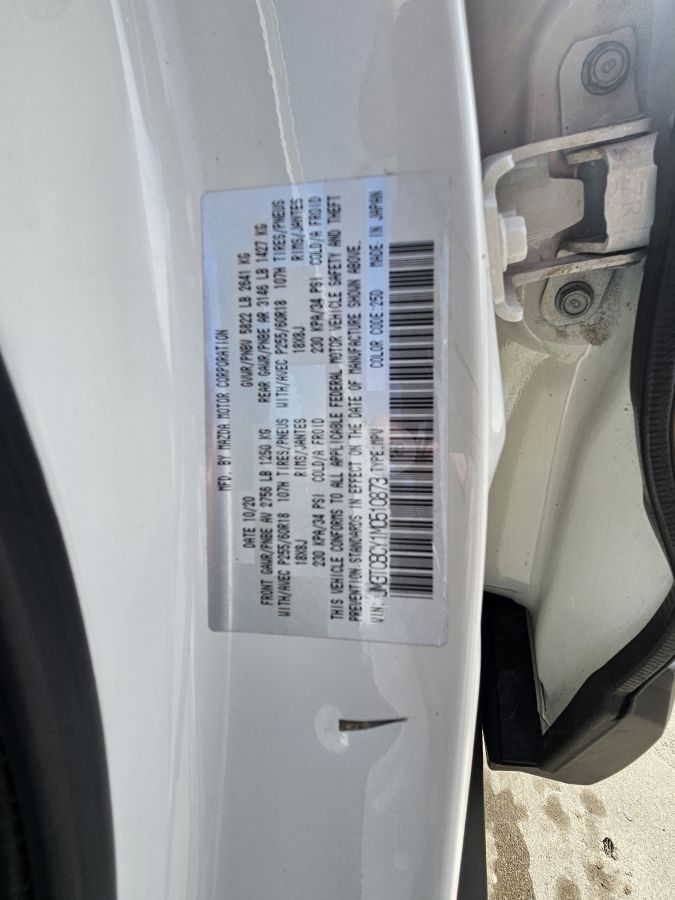 MFD. BY MAZDA MOTOR CORPORATION
DATE 10/20 GVWR/PNBV 5822 LB 2641 KG
FRONT GAWR/PNBE AV 2756 LB 1250 KG REAR GAWR/PNBE AR 3146 LB 1427 KG
WITH/AVEC P255/60R18 107H TIRES/PNEUS WITH/AVEC P255/60R18 107H TIRES/PNEUS
18X8J RIMS/JANTES 18X8J RIMS/JANTES
230 KPA/34 PSI COLD/A FROID 230 KPA/34 PSI COLD/A FROID
THIS VEHICLE CONFORMS TO ALL APPLICABLE FEDERAL MOTOR VEHICLE SAFETY AND THEFT
PREVENTION STANDARDS IN EFFECT ON THE DATE OF MANUFACTURE SHOWN ABOVE.
VIN: JM3TCBCY1M0510873 TYPE:MPV COLOR CODE:25D MADE IN JAPAN